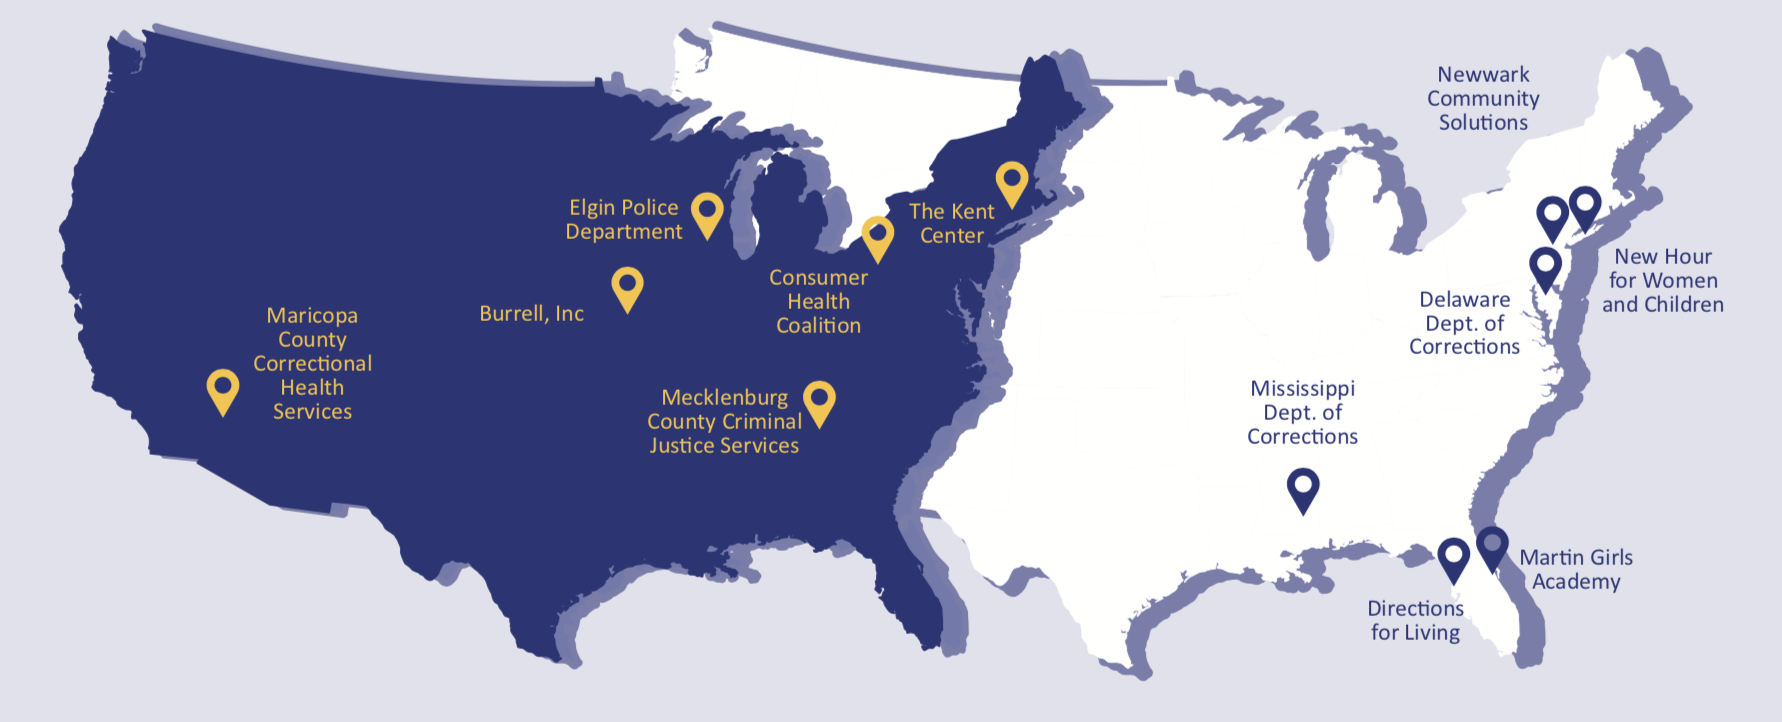 Newwark
Community
Solutions
Elgin Police
Department
The Kent
Center
Consumer
Health
Coalition
Burrell, Inc
Maricopa
County
Correctional
Health
Services
Mecklenburg
County Criminal
Justice Services
New Hour
for Women
and Children
Delaware
Dept. of
Corrections
Mississippi
Dept. of
Corrections
Martin Girls
Academy
Directions
for Living